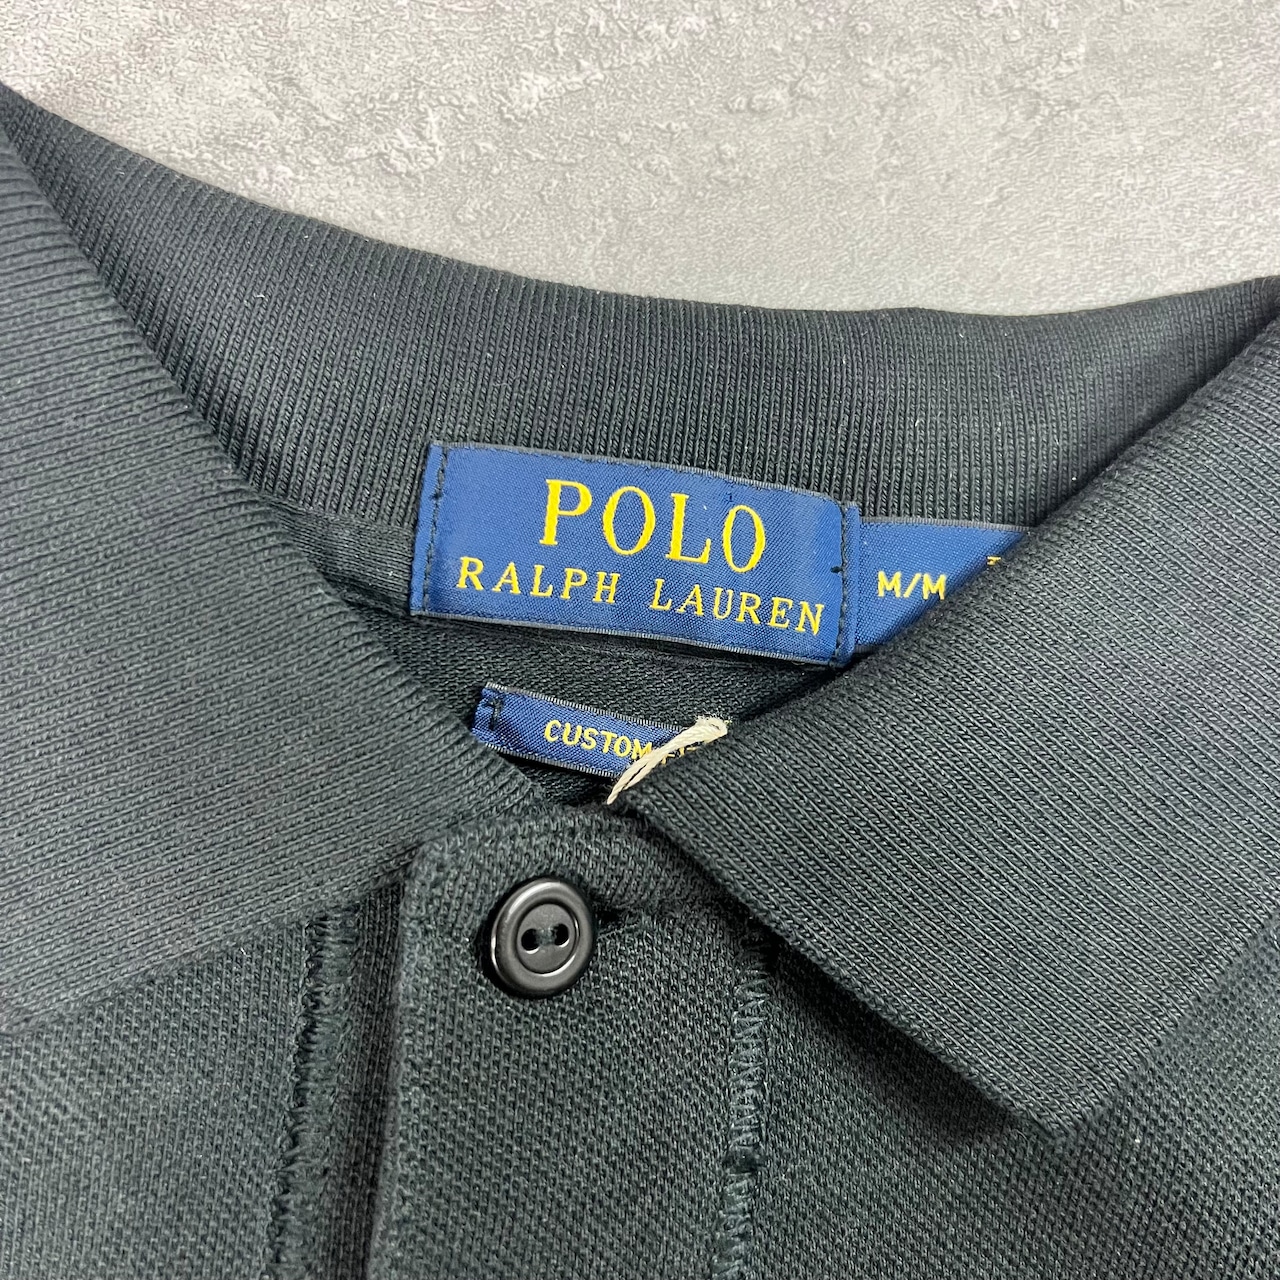 POLO
RALPH LAUREN
M/M
CUSTOM